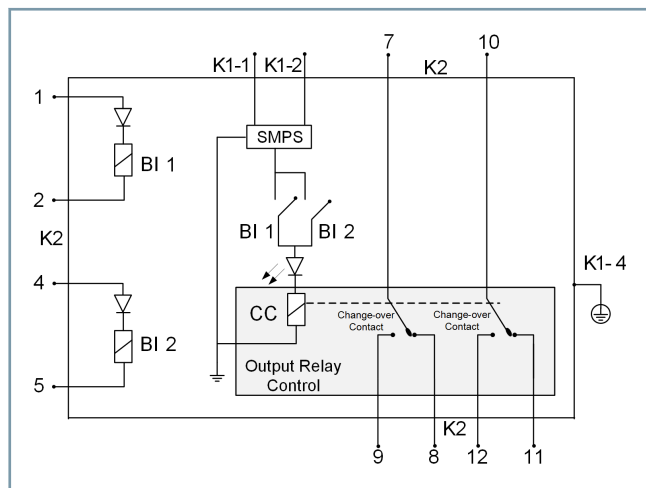 7
10
K1-1
K1-2
K2
1
SMPS
BI 1
2
BI 1
BI 2
K2
K1-4
4
CC
Change-over
Contact
Change-over
Contact
BI 2
Output Relay
Control
5
K2
9
8
12
11